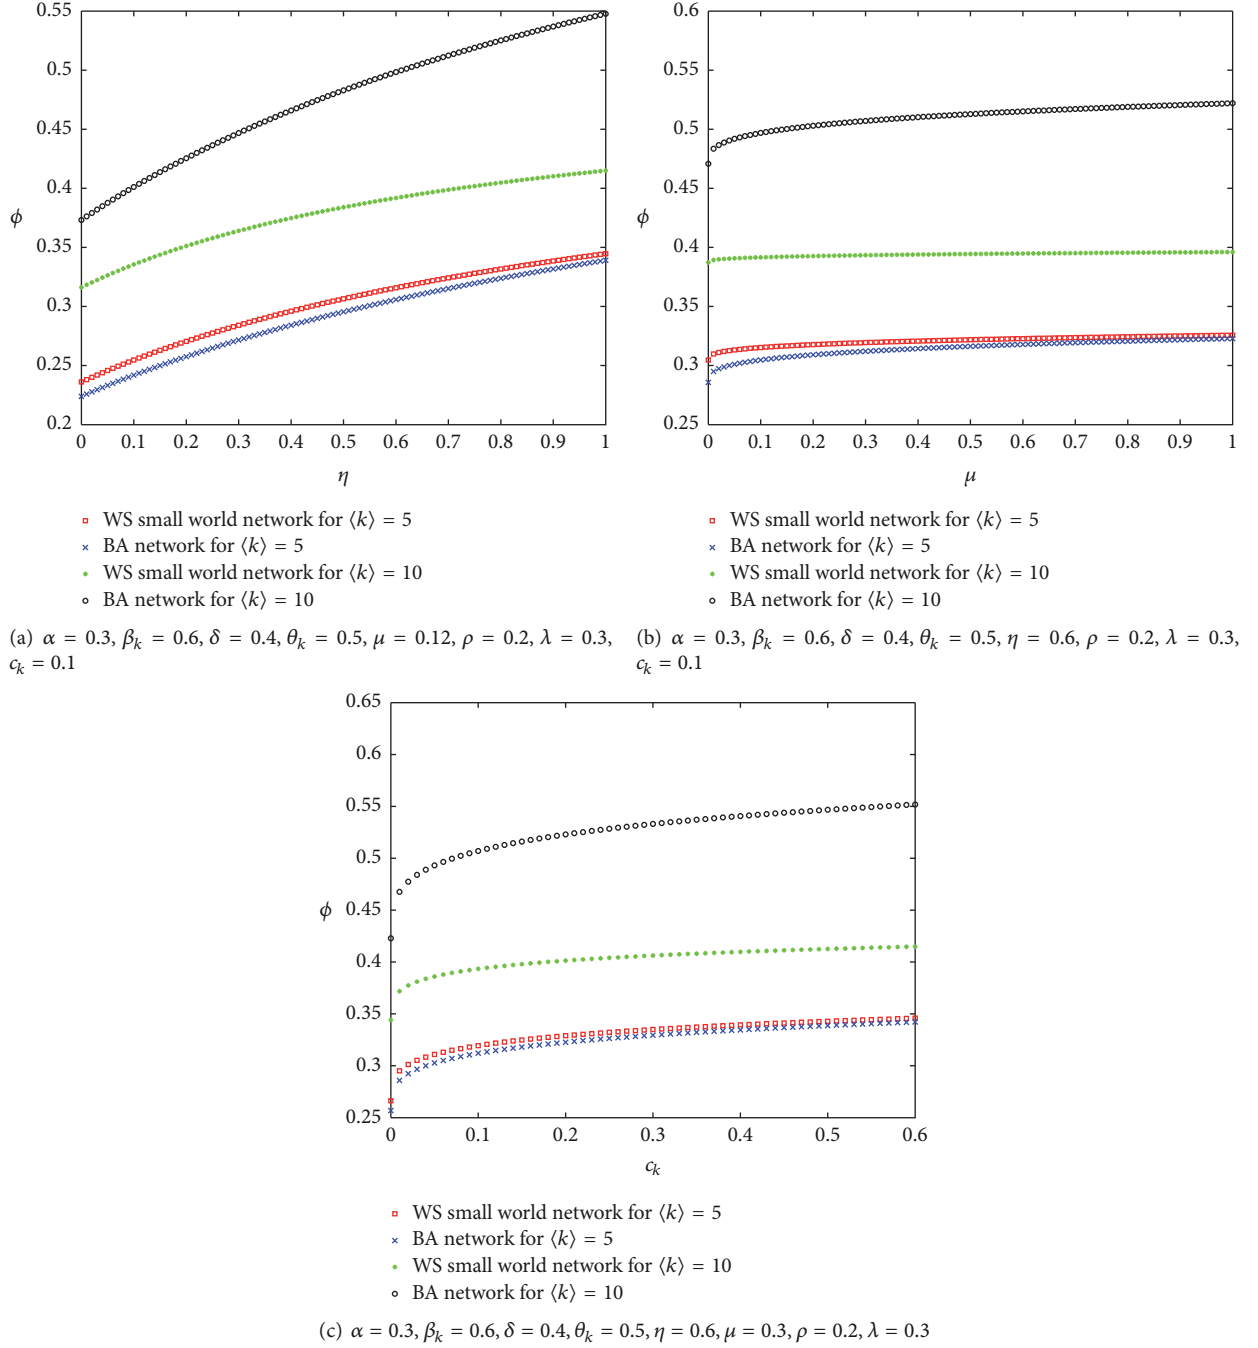 0.55
0.5
0.45
0.4
ϕ
0.35
0.3
0.25
0.2
0 0.1 0.2 0.3 0.4 0.5 0.6 0.7 0.8 0.9 1
η
WS small world network for ⟨k⟩ = 5
BA network for ⟨k⟩ = 5
WS small world network for ⟨k⟩ = 10
BA network for ⟨k⟩ = 10
(a) α = 0.3, βk = 0.6, δ = 0.4, θk = 0.5, μ = 0.12, ρ = 0.2, λ = 0.3,
ck = 0.1
0.6
0.55
0.5
0.45
ϕ
0.4
0.35
0.3
0.25
0 0.1 0.2 0.3 0.4 0.5 0.6 0.7 0.8 0.9 1
μ
WS small world network for ⟨k⟩ = 5
BA network for ⟨k⟩ = 5
WS small world network for ⟨k⟩ = 10
BA network for ⟨k⟩ = 10
(b) α = 0.3, βk = 0.6, δ = 0.4, θk = 0.5, η = 0.6, ρ = 0.2, λ = 0.3,
ck = 0.1
0.65
0.6
0.55
0.5
ϕ
0.45
0.4
0.35
0.3
0.25
0 0.1 0.2 0.3 0.4 0.5 0.6
ck
WS small world network for ⟨k⟩ = 5
BA network for ⟨k⟩ = 5
WS small world network for ⟨k⟩ = 10
BA network for ⟨k⟩ = 10
(c) α = 0.3, βk = 0.6, δ = 0.4, θk = 0.5, η = 0.6, μ = 0.3, ρ = 0.2, λ = 0.3